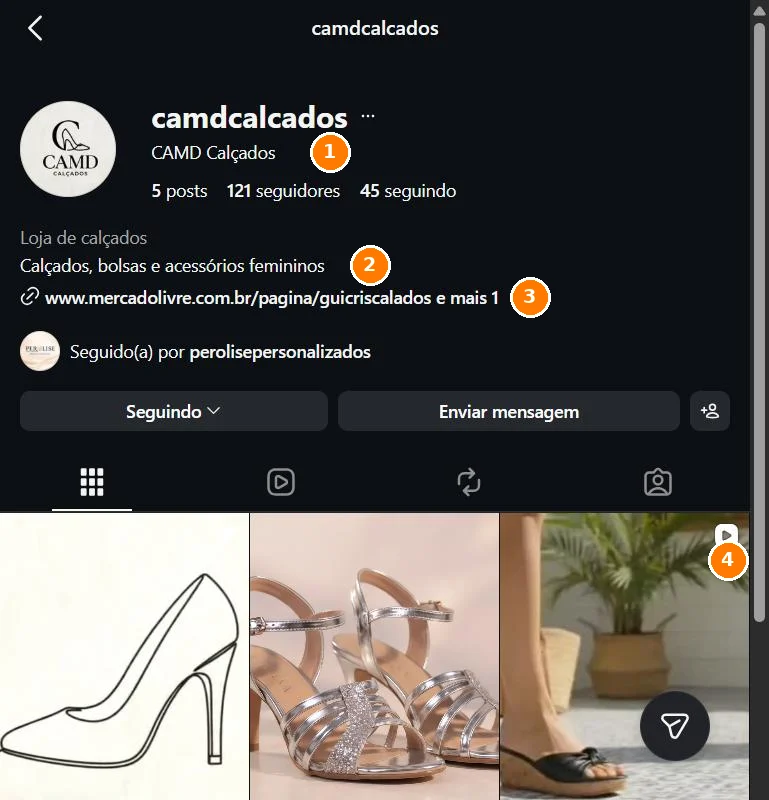 camdcalcados
camdcalcados ...
CAMD Calçados
1
5 posts 121 seguidores 45 seguindo
CAMD
CALÇADOS
Loja de calçados
Calçados, bolsas e acessórios femininos
2
www.mercadolivre.com.br/pagina/guicriscalados e mais 1
3
Seguido(a) por perolisepersonalizados
Seguindo
Enviar mensagem
4